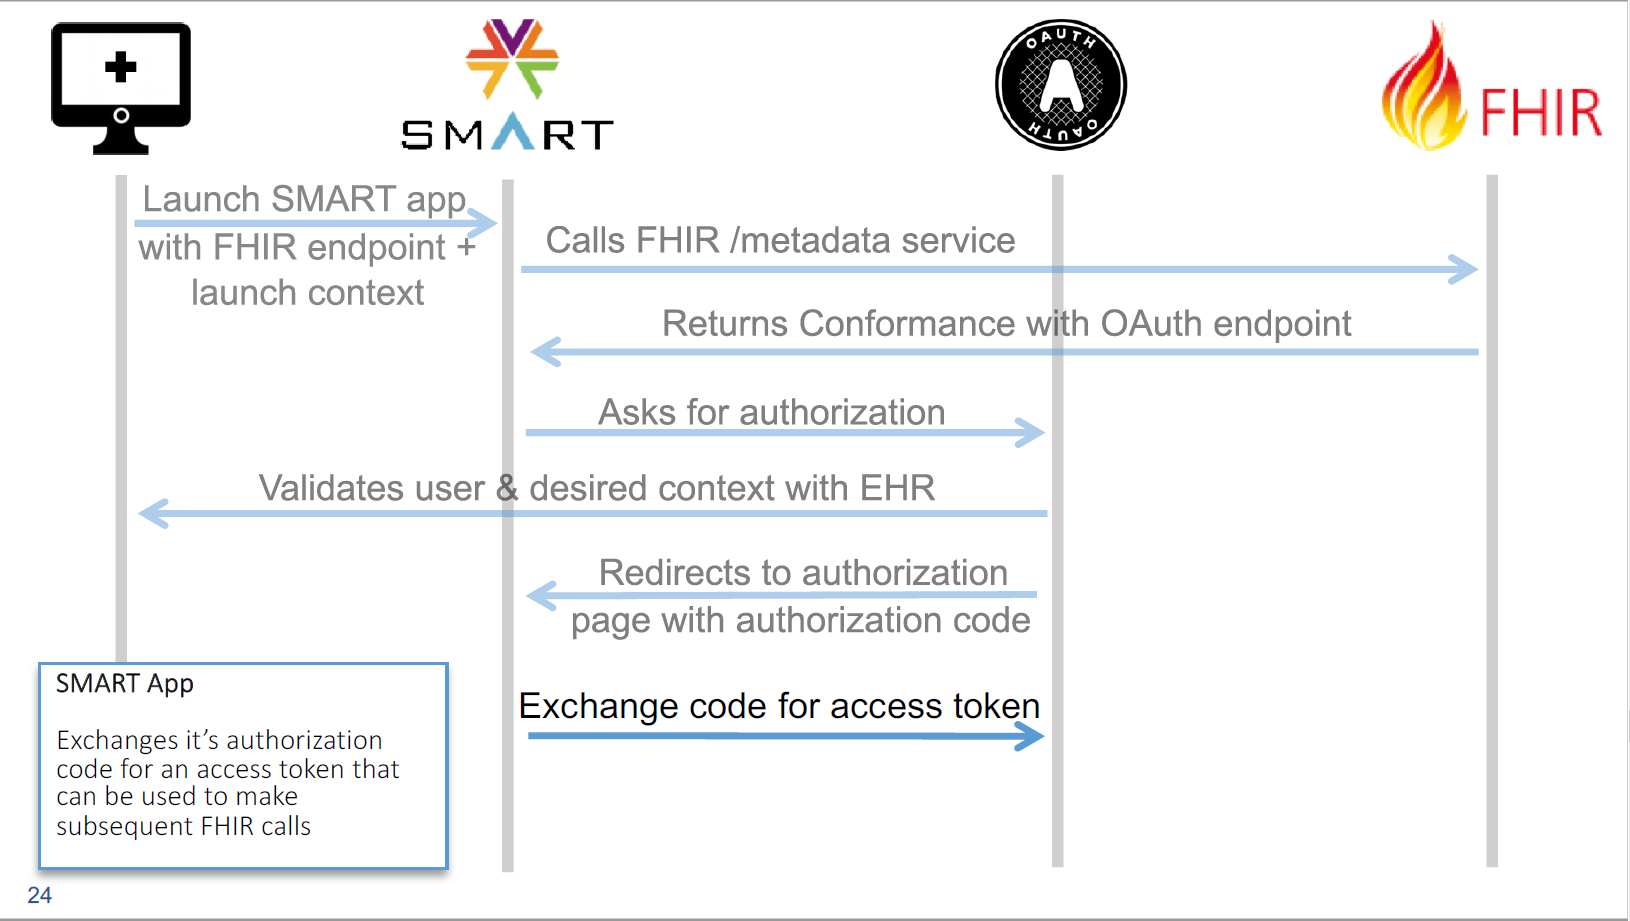 SMART
OAUTH
OAUTH
FHIR
Launch SMART app
with FHIR endpoint +
launch context
Calls FHIR /metadata service
Returns Conformance with OAuth endpoint
Asks for authorization
Validates user & desired context with EHR
Redirects to authorization
page with authorization code
Exchange code for access token
SMART App
Exchanges it’s authorization
code for an access token that
can be used to make
subsequent FHIR calls
24